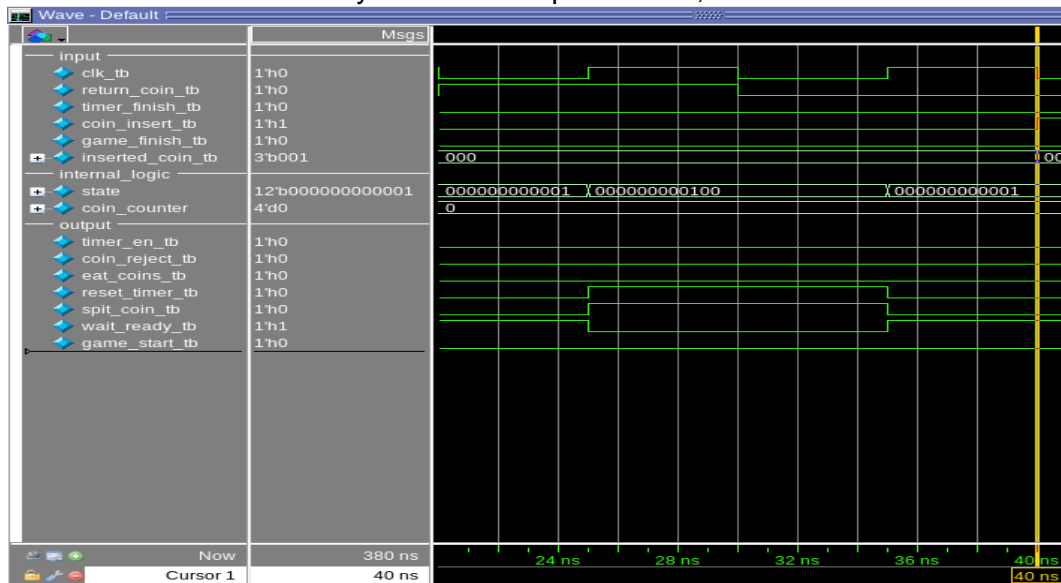 Wave - Default
Msgs
input
clk_tb 1'h0
return_coin_tb 1'h0
timer_finish_tb 1'h0
coin_insert_tb 1'h1
game_finish_tb 1'h0
inserted_coin_tb 3'b001 000 00
internal_logic
state 12'b000000000001 000000000001 000000000100 000000000001
coin_counter 4'd0 0
output
timer_en_tb 1'h0
coin_reject_tb 1'h0
eat_coins_tb 1'h0
reset_timer_tb 1'h0
spit_coin_tb 1'h0
wait_ready_tb 1'h1
game_start_tb 1'h0
Now 380 ns 24 ns 28 ns 32 ns 36 ns 40 ns
Cursor 1 40 ns 40 ns